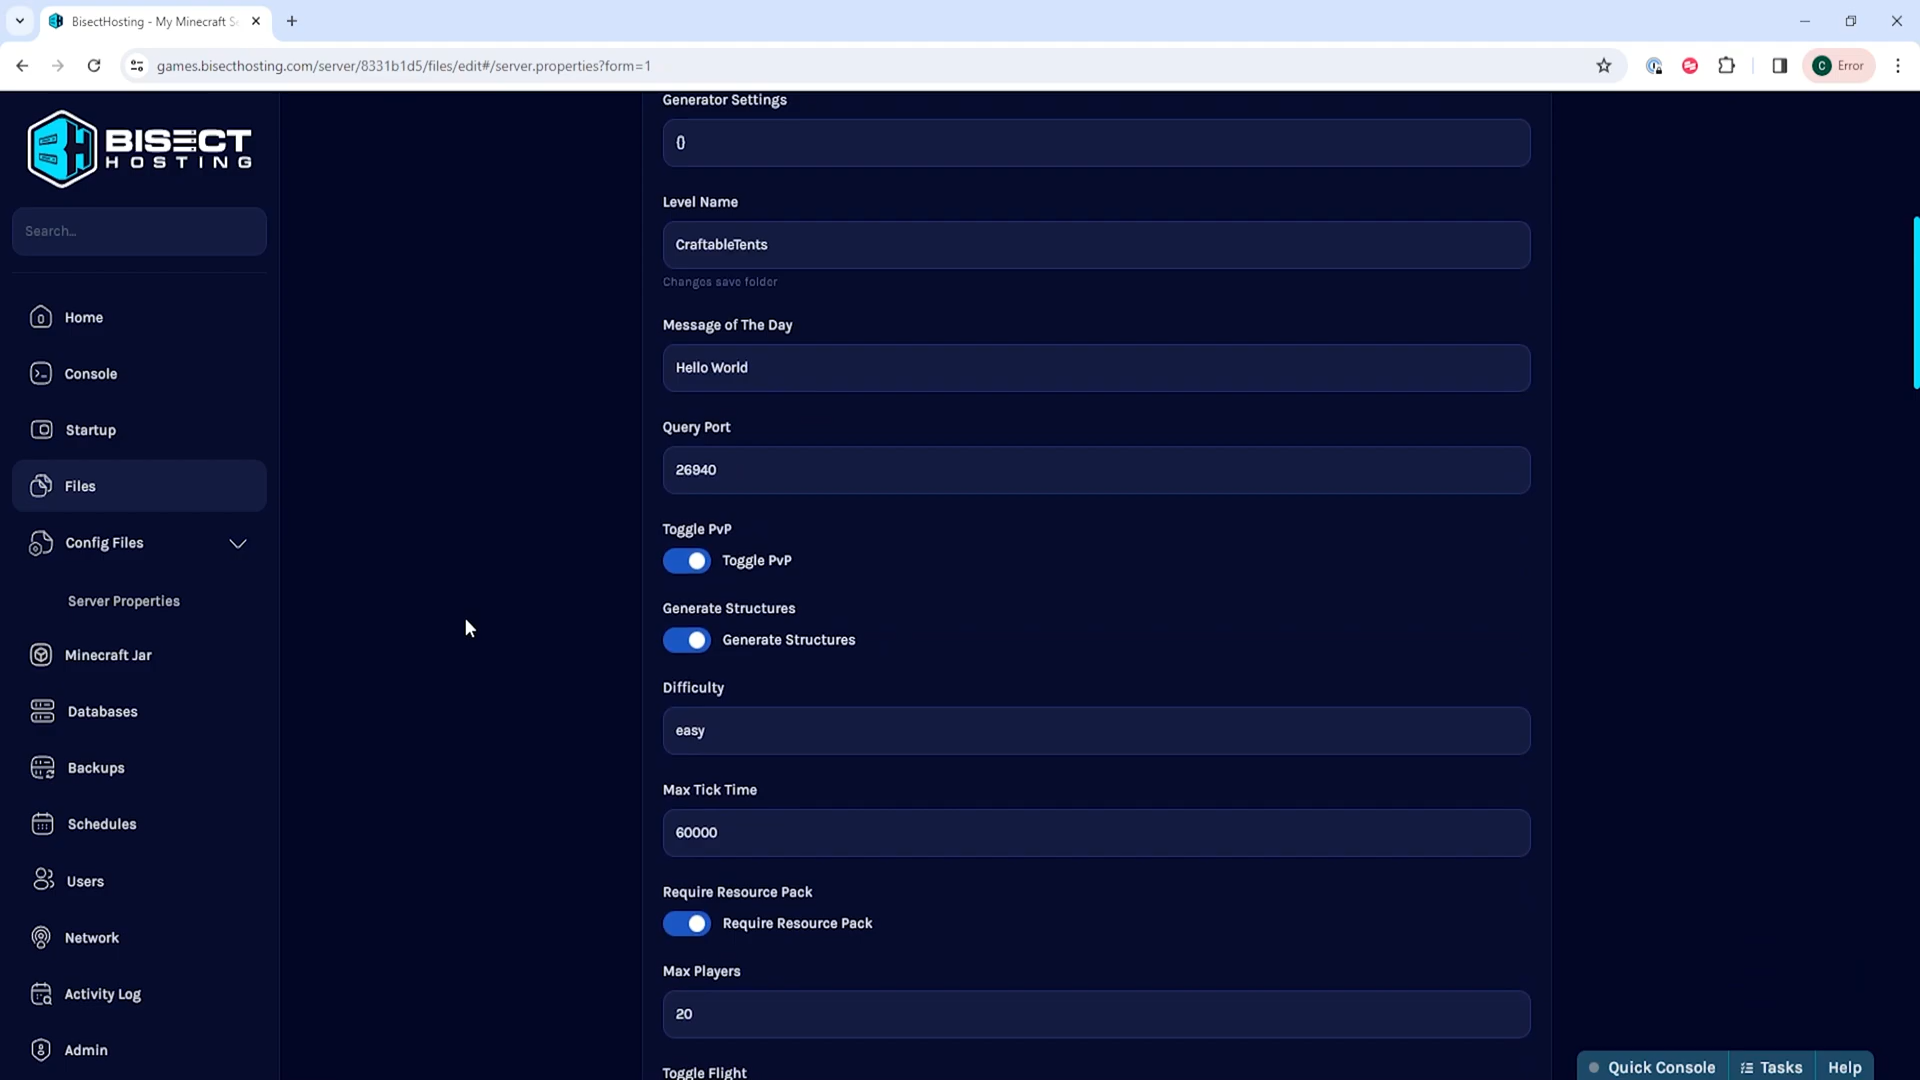 BisectHosting - My Minecraft Se
games.bisecthosting.com/server/8331b1d5/files/edit#/server.properties?form=1
C Error
BISECT
HOSTING
Search...
Home
Console
Startup
Files
Config Files
Server Properties
Minecraft Jar
Databases
Backups
Schedules
Users
Network
Activity Log
Admin
Generator Settings
{}
Level Name
CraftableTents
Changes save folder
Message of The Day
Hello World
Query Port
26940
Toggle PvP
Toggle PvP
Generate Structures
Generate Structures
Difficulty
easy
Max Tick Time
60000
Require Resource Pack
Require Resource Pack
Max Players
20
Toggle Flight
Quick Console
Tasks
Help